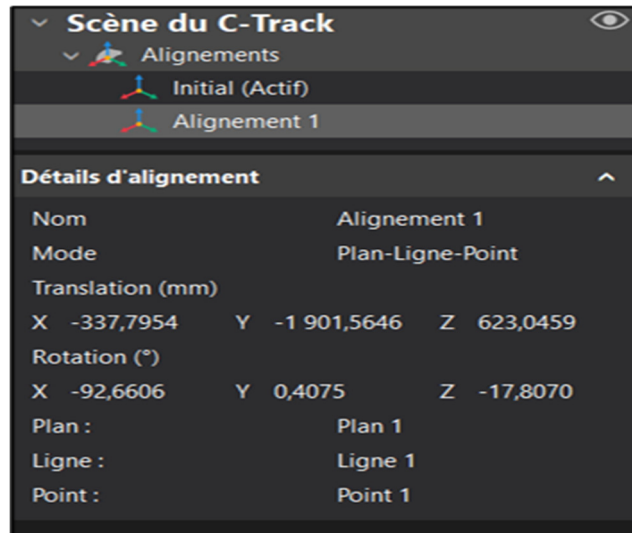 Scène du C-Track
Alignements
Initial (Actif)
Alignement 1
Détails d'alignement
Nom Alignement 1
Mode Plan-Ligne-Point
Translation (mm)
X -337,7954 Y -1 901,5646 Z 623,0459
Rotation (°)
X -92,6606 Y 0,4075 Z -17,8070
Plan : Plan 1
Ligne : Ligne 1
Point : Point 1